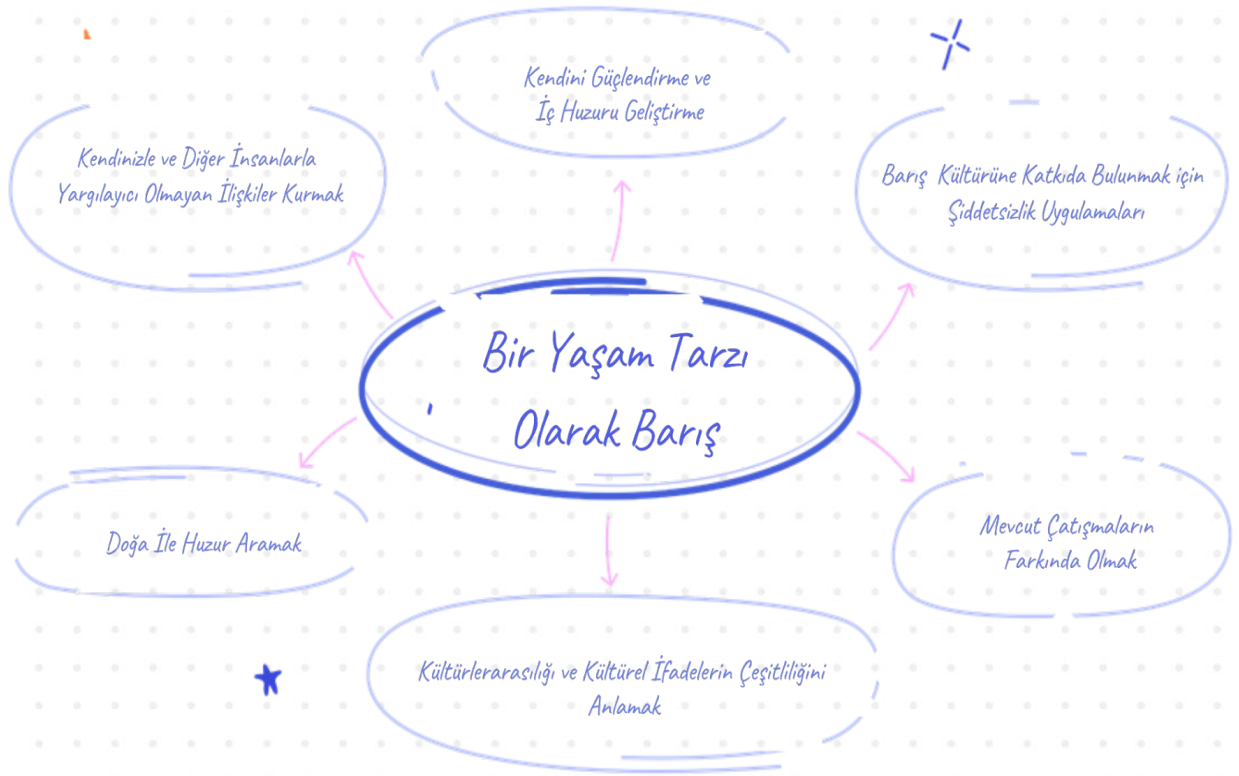 Kendini Güçlendirme ve
İç Huzuru Geliştirme
Kendinizle ve Diğer İnsanlarla
Yargılayıcı Olmayan İlişkiler Kurmak
Barış Kültürüne Katkıda Bulunmak için
Şiddetsizlik Uygulamaları
Bir Yaşam Tarzı
Olarak Barış
Doğa İle Huzur Aramak
Mevcut Çatışmaların
Farkında Olmak
Kültürlerarasılığı ve Kültürel İfadelerin Çeşitliliğini
Anlamak